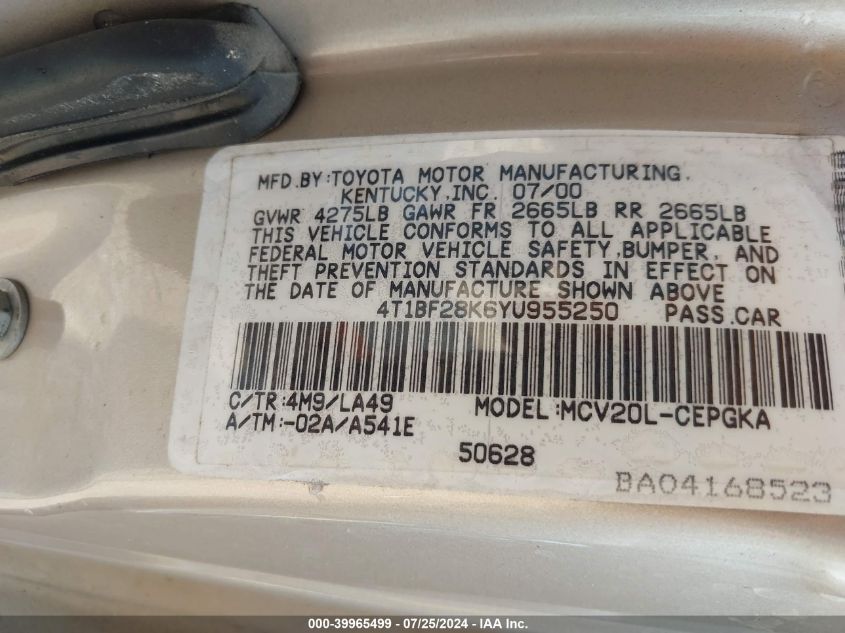 MFD.BY:TOYOTA MOTOR MANUFACTURING.
KENTUCKY,INC. 07/00
GVWR 4275LB GAWR FR 2665LB RR 2665LB
THIS VEHICLE CONFORMS TO ALL APPLICABLE
FEDERAL MOTOR VEHICLE SAFETY,BUMPER, AND
THEFT PREVENTION STANDARDS IN EFFECT ON
THE DATE OF MANUFACTURE SHOWN ABOVE
4T1BF28K6YU955250 PASS.CAR
C/TR:4M9/LA49 MODEL:MCV20L-CEPGKA
A/TM:-02A/A541E
50628
BA04168523
000-39965499 - 07/25/2024 - IAAI - Copart Inc.